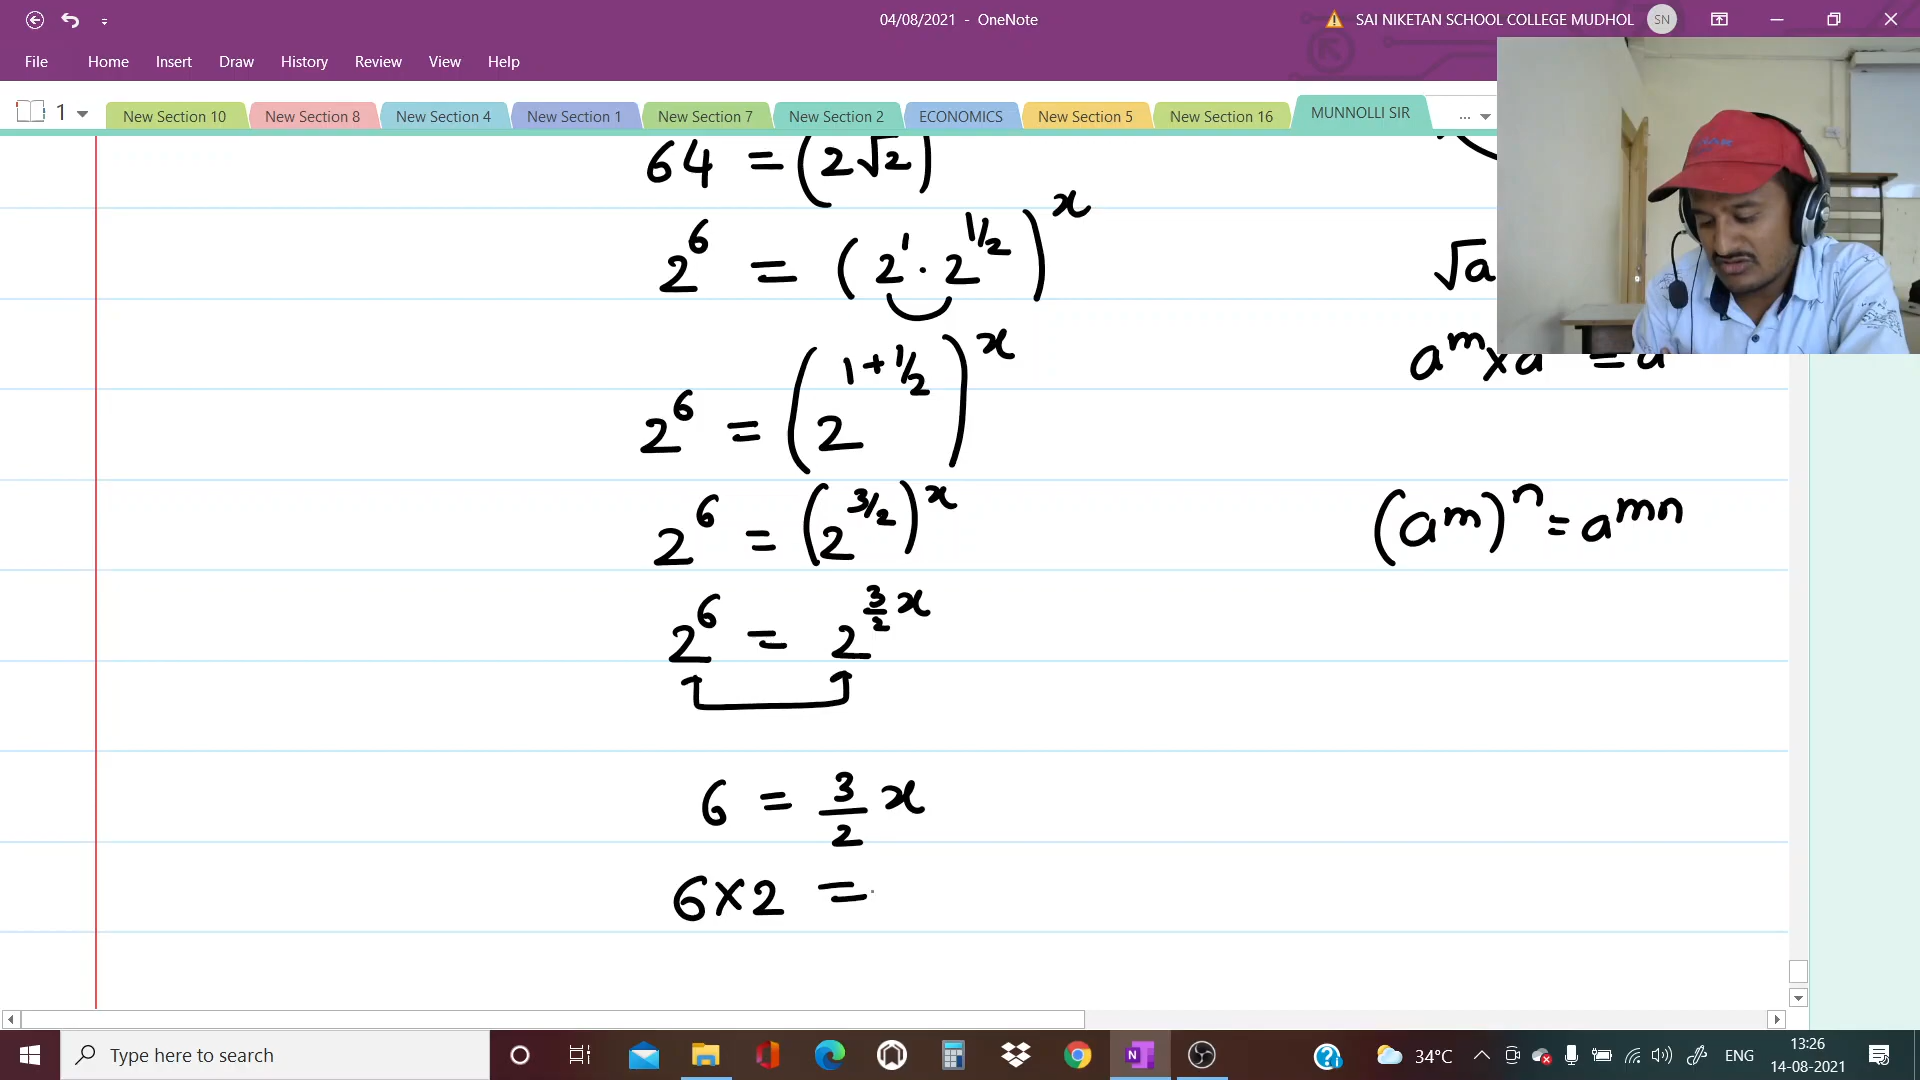 04/08/2021 - OneNote
SAI NIKETAN SCHOOL COLLEGE MUDHOL SN
File Home Insert Draw History Review View Help
1 New Section 10 New Section 8 New Section 4 New Section 1 New Section 7 New Section 2 ECONOMICS New Section 5 New Section 16 MUNNOLLI SIR ...
64 = (2√2)
2^6 = (2^1 · 2^{1/2})^x
√a
2^6 = (2^{1+1/2})^x
a^m × a = a
2^6 = (2^{3/2})^x
(a^m)^n = a^{mn}
2^6 = 2^{3/2 x}
6 = 3/2 x
6×2 =
Type here to search
34°C ENG
13:26
14-08-2021